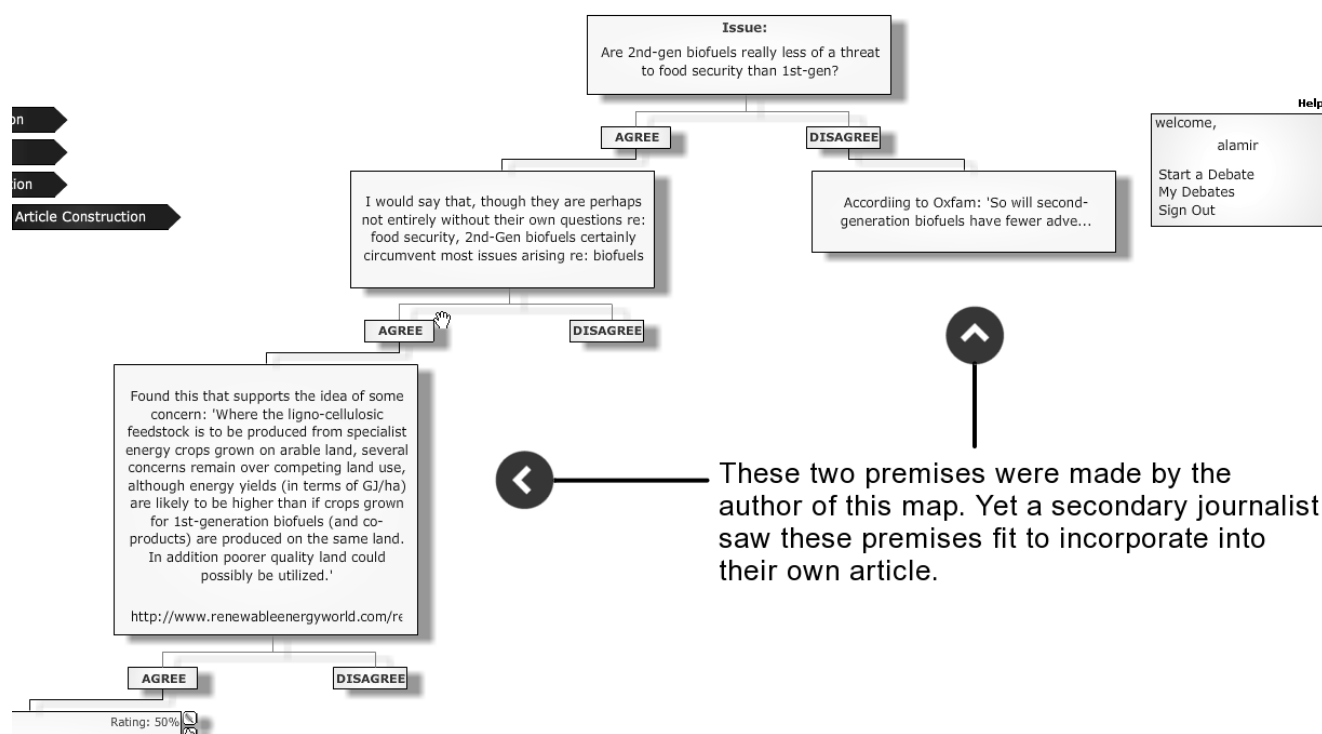 Issue:
Are 2nd-gen biofuels really less of a threat
to food security than 1st-gen?
AGREE
DISAGREE
Help
welcome,
alamir
Start a Debate
My Debates
Sign Out
on
ion
Article Construction
I would say that, though they are perhaps
not entirely without their own questions re:
food security, 2nd-Gen biofuels certainly
circumvent most issues arising re: biofuels
Accordiing to Oxfam: 'So will second-
generation biofuels have fewer adve...
AGREE
DISAGREE
Found this that supports the idea of some
concern: 'Where the ligno-cellulosic
feedstock is to be produced from specialist
energy crops grown on arable land, several
concerns remain over competing land use,
although energy yields (in terms of GJ/ha)
are likely to be higher than if crops grown
for 1st-generation biofuels (and co-
products) are produced on the same land.
In addition poorer quality land could
possibly be utilized.'
http://www.renewableenergyworld.com/re
These two premises were made by the
author of this map. Yet a secondary journalist
saw these premises fit to incorporate into
their own article.
AGREE
DISAGREE
Rating: 50%